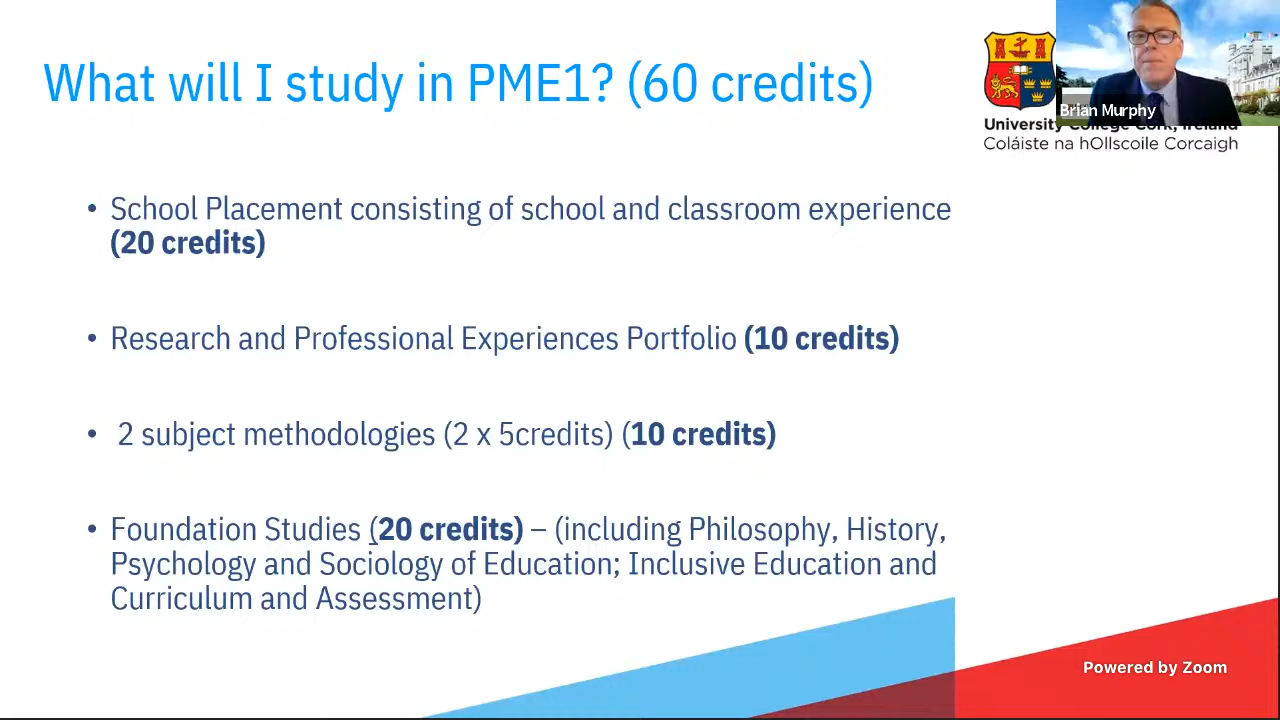 What will I study in PME1? (60 credits)
Brian Murphy
University College Cork, Ireland
Coláiste na hOllscoile Corcaigh
• School Placement consisting of school and classroom experience
(20 credits)
• Research and Professional Experiences Portfolio (10 credits)
• 2 subject methodologies (2 x 5credits) (10 credits)
• Foundation Studies (20 credits) – (including Philosophy, History,
Psychology and Sociology of Education; Inclusive Education and
Curriculum and Assessment)
Powered by Zoom